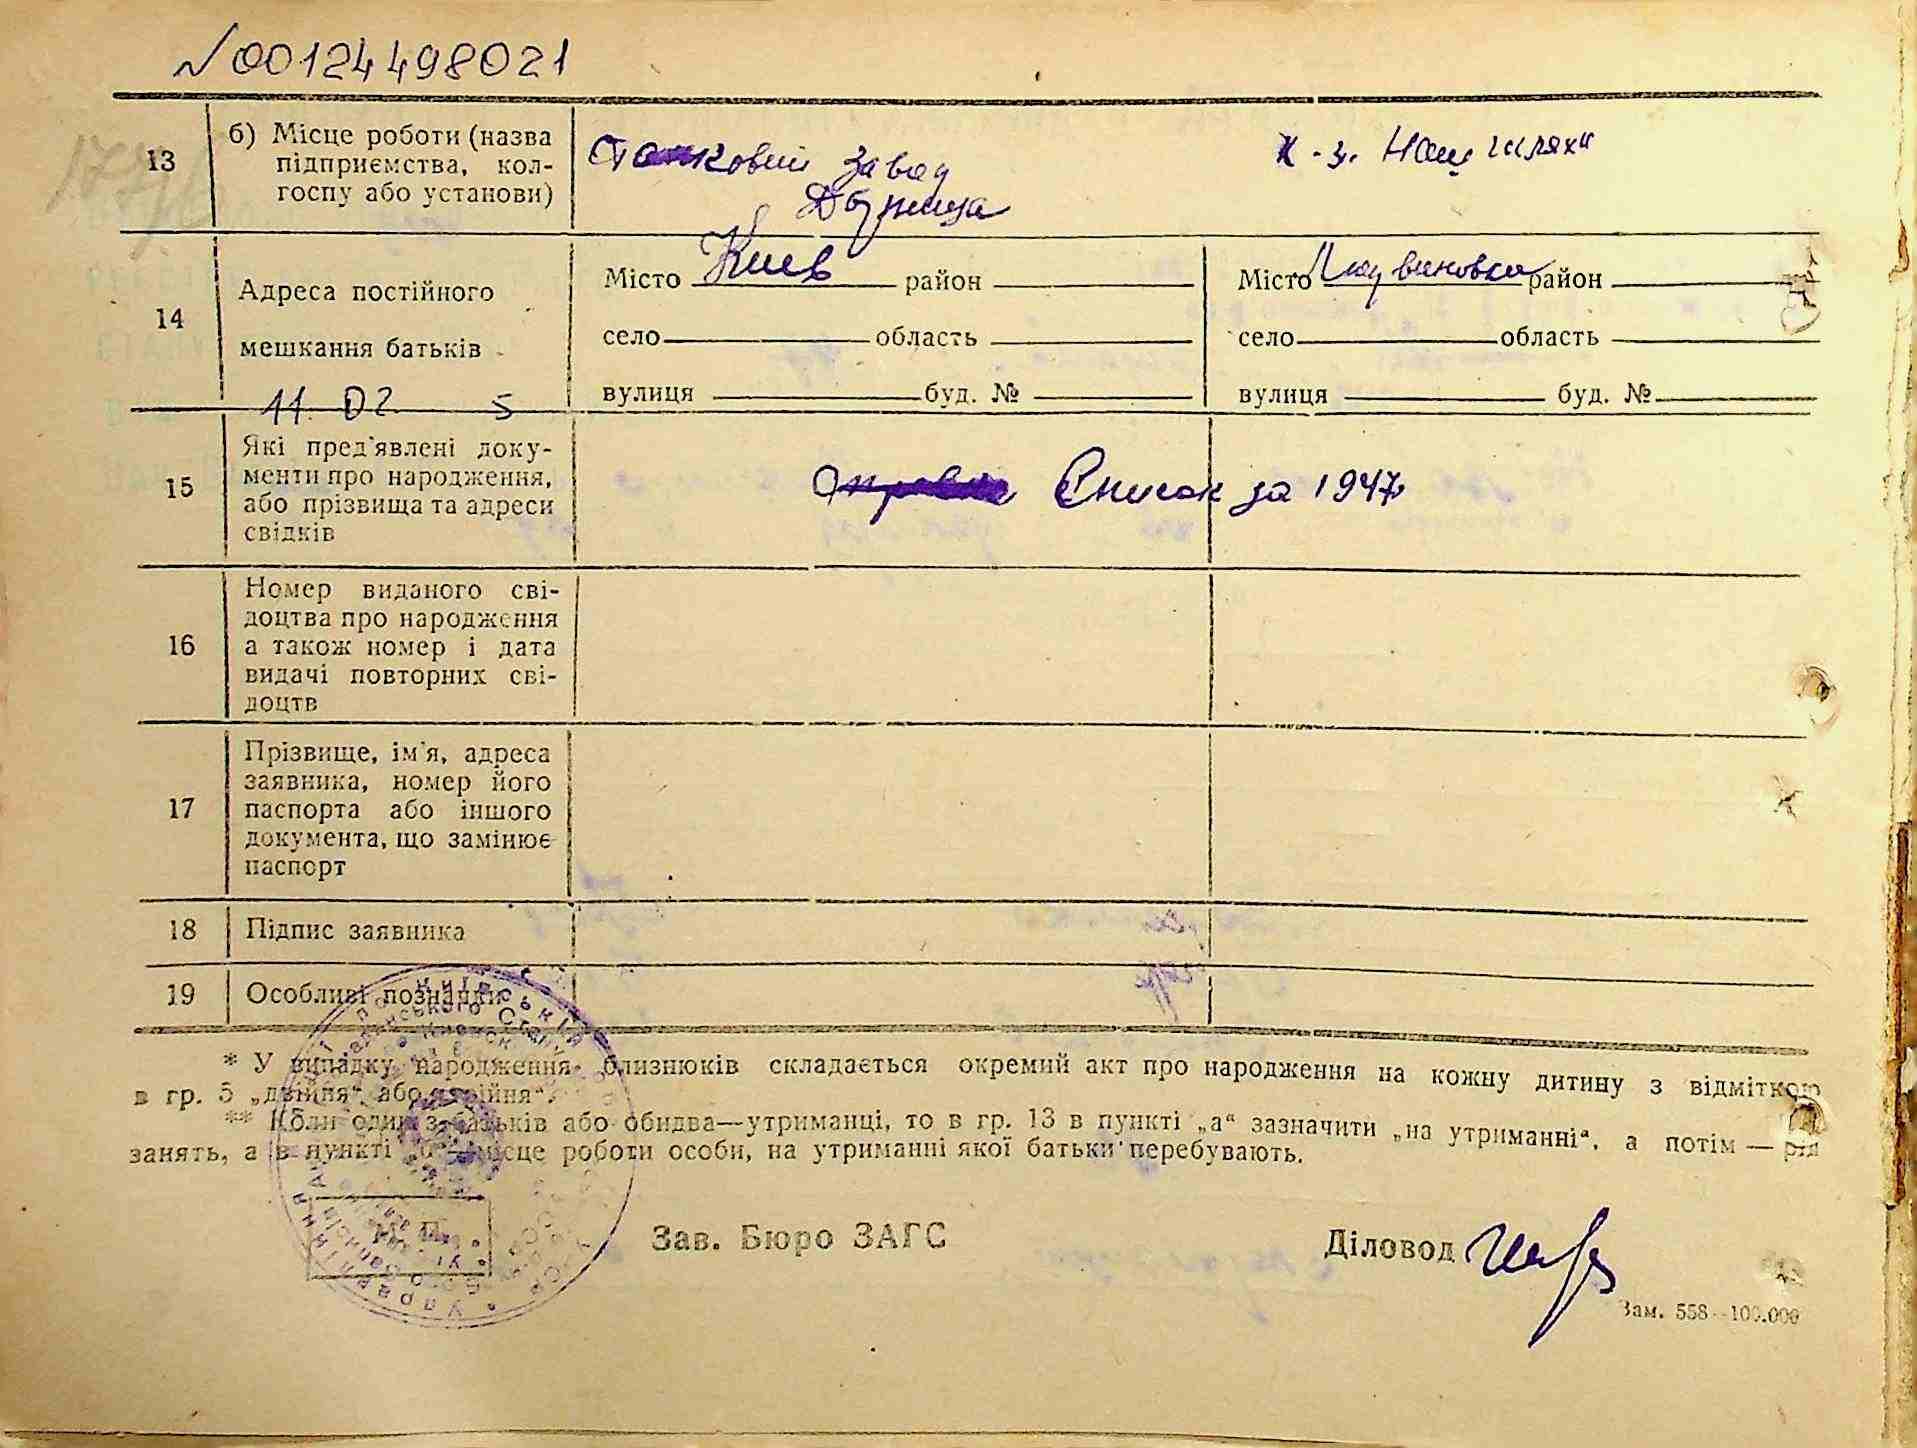 №00124498021
13 б) Місце роботи (назва
підприємства, кол-
госпу або установи)
завод
к-з. Наш шлях"
14 Адреса постійного
мешкання батьків
11 02 5
Місто Киев район
село область
вулиця буд. №
Місто район
село область
вулиця буд. №
15 Які пред'явлені доку-
менти про народження,
або прізвища та адреси
свідків
Список за 1947
16 Номер виданого сві-
доцтва про народження
а також номер і дата
видачі повторних сві-
доцтв
17 Прізвище, ім'я, адреса
заявника, номер його
паспорта або іншого
документа, що замінює
паспорт
18 Підпис заявника
19 Особливі познач
* У випадку народження близнюків складається окремий акт про народження на кожну дитину з відміткою
в гр. 5 „двійня“ або „трійня“.
** Коли один з батьків або обидва—утриманці, то в гр. 13 в пункті „а“ зазначити „на утриманні“, а потім — рід
занять, а в пункті „б“—місце роботи особи, на утриманні якої батьки перебувають.
М. П.
Зав. Бюро ЗАГС
Діловод
Зам. 558—100.000